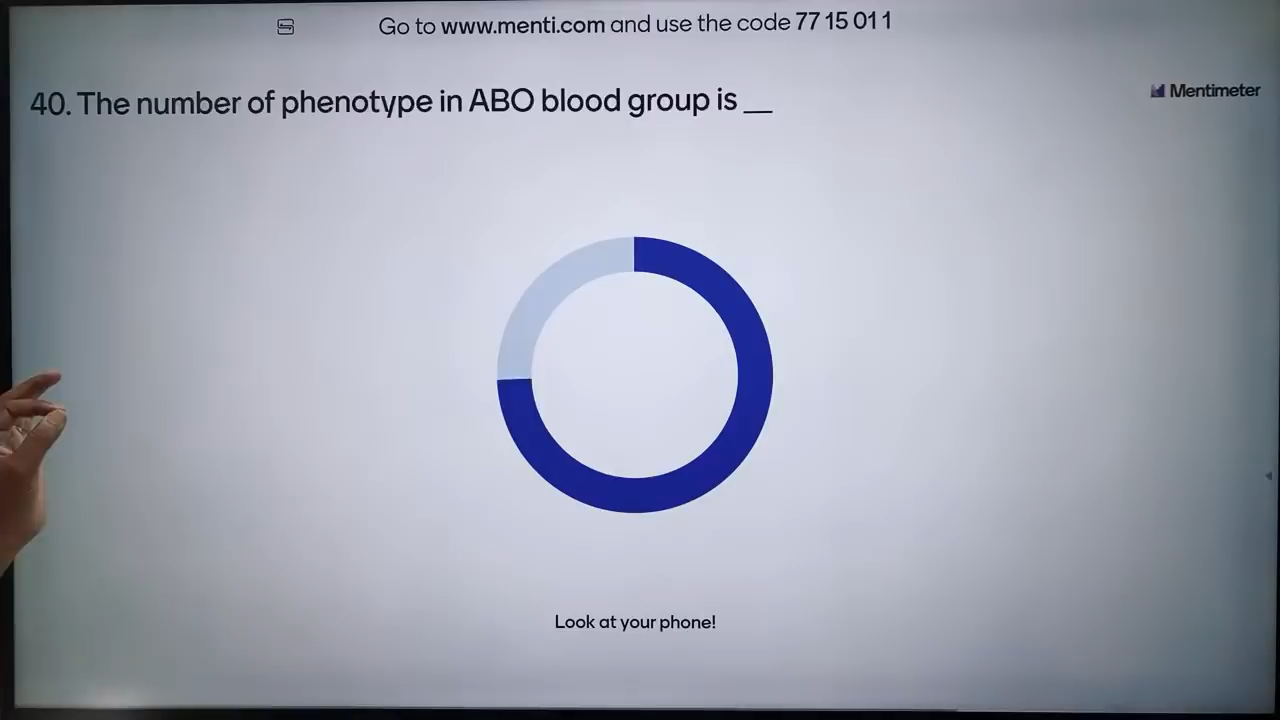 Go to www.menti.com and use the code 77 15 01 1
40. The number of phenotype in ABO blood group is __
Mentimeter
Look at your phone!